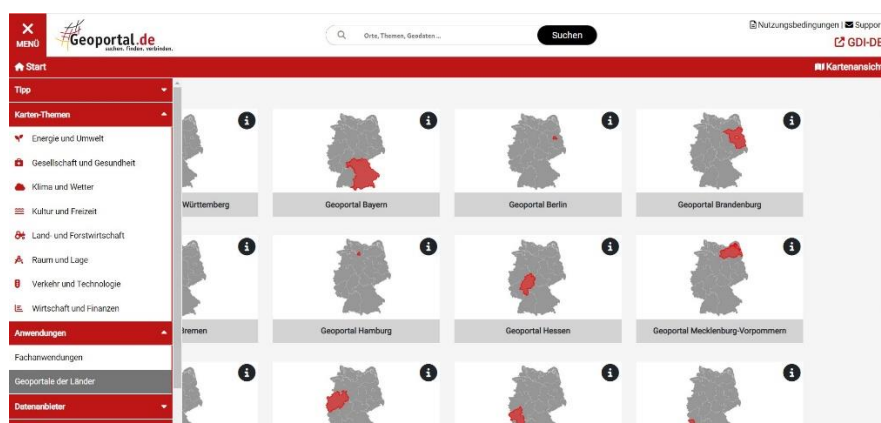 MENÜ
Geoportal.de
suchen. finden. verbinden.
Orte, Themen, Geodaten...
Suchen
Nutzungsbedingungen | Suppor
GDI-DE
Start
Kartenansich
Tipp
Karten-Themen
Energie und Umwelt
Gesellschaft und Gesundheit
Klima und Wetter
Kultur und Freizeit
Land- und Forstwirtschaft
Raum und Lage
Verkehr und Technologie
Wirtschaft und Finanzen
Anwendungen
Fachanwendungen
Geoportale der Länder
Datenanbieter
Württemberg
Geoportal Bayern
Geoportal Berlin
Geoportal Brandenburg
remen
Geoportal Hamburg
Geoportal Hessen
Geoportal Mecklenburg-Vorpommern